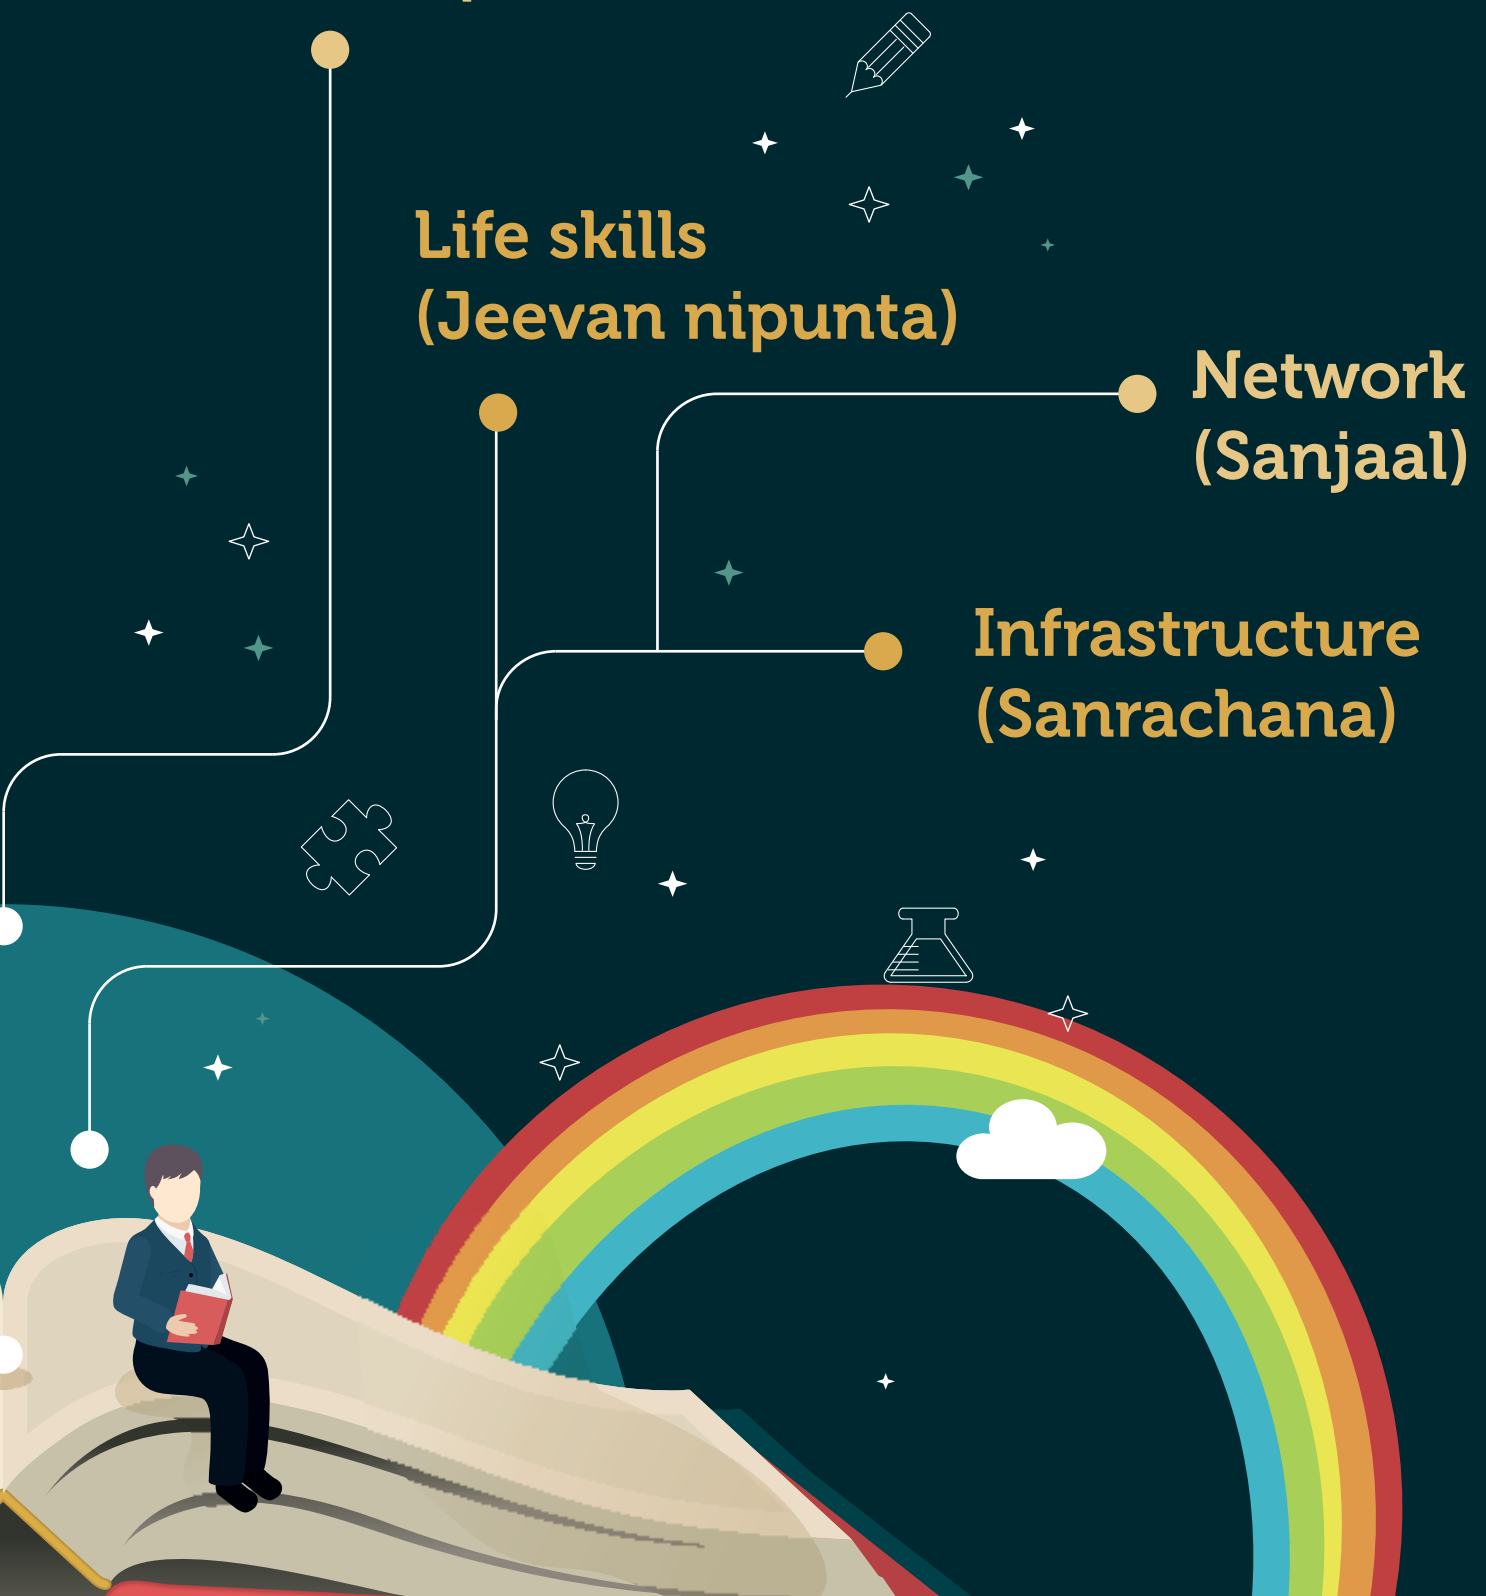 Life skills
(Jeevan nipunta)
Network
(Sanjaal)
Infrastructure
(Sanrachana)